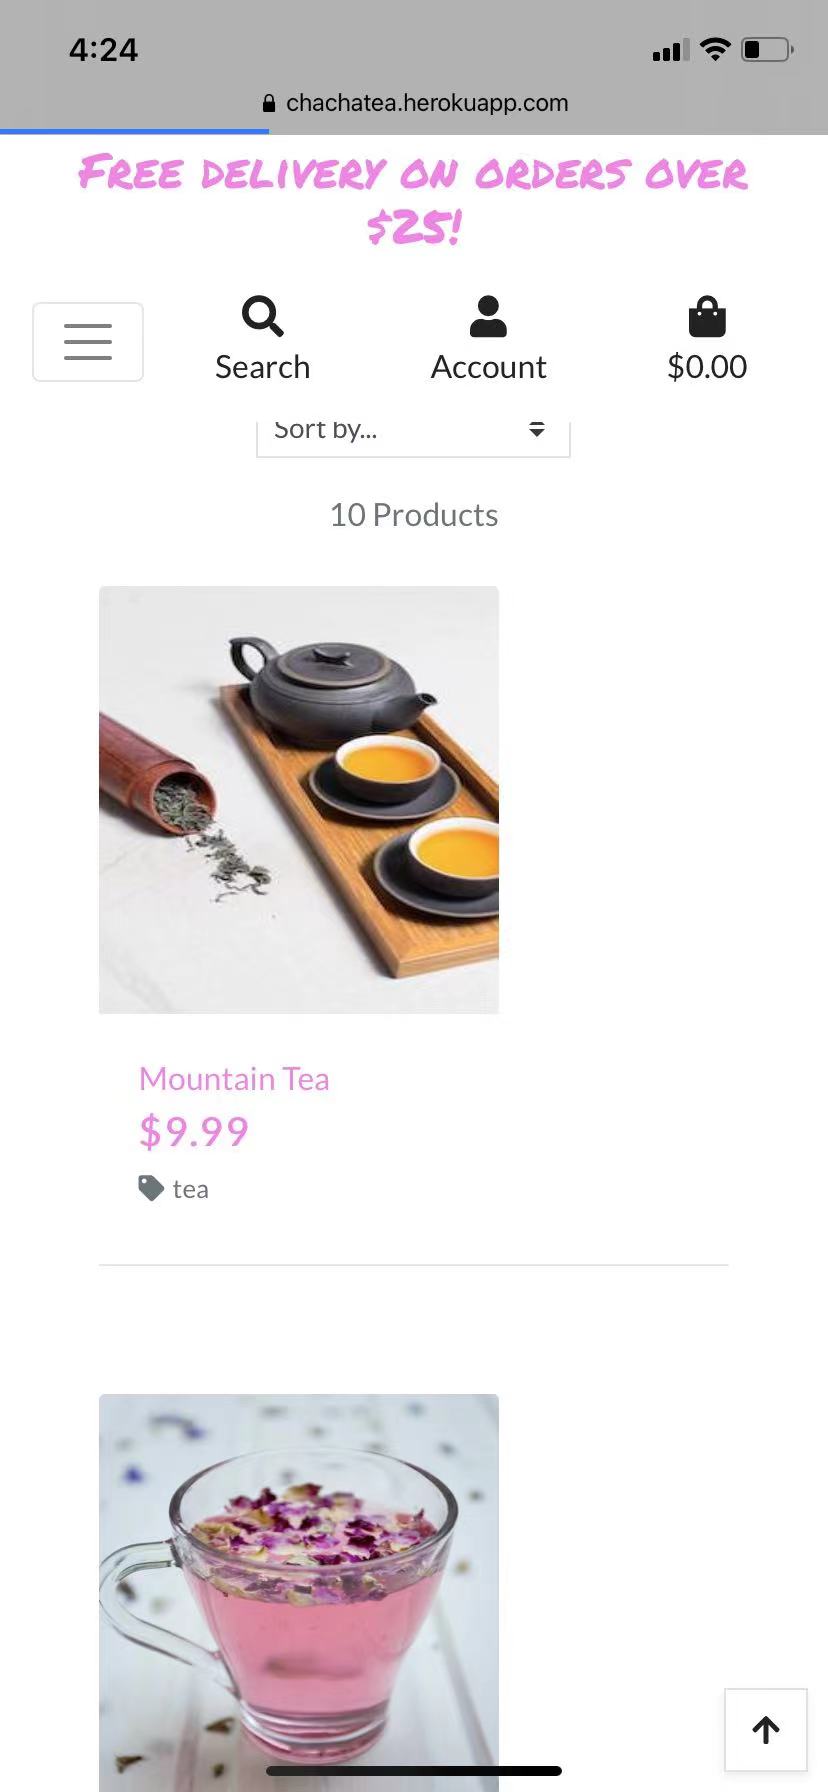 4:24
chachatea.herokuapp.com
Free delivery on orders over
$25!
Search
Account
$0.00
Sort by...
10 Products
Mountain Tea
$9.99
tea